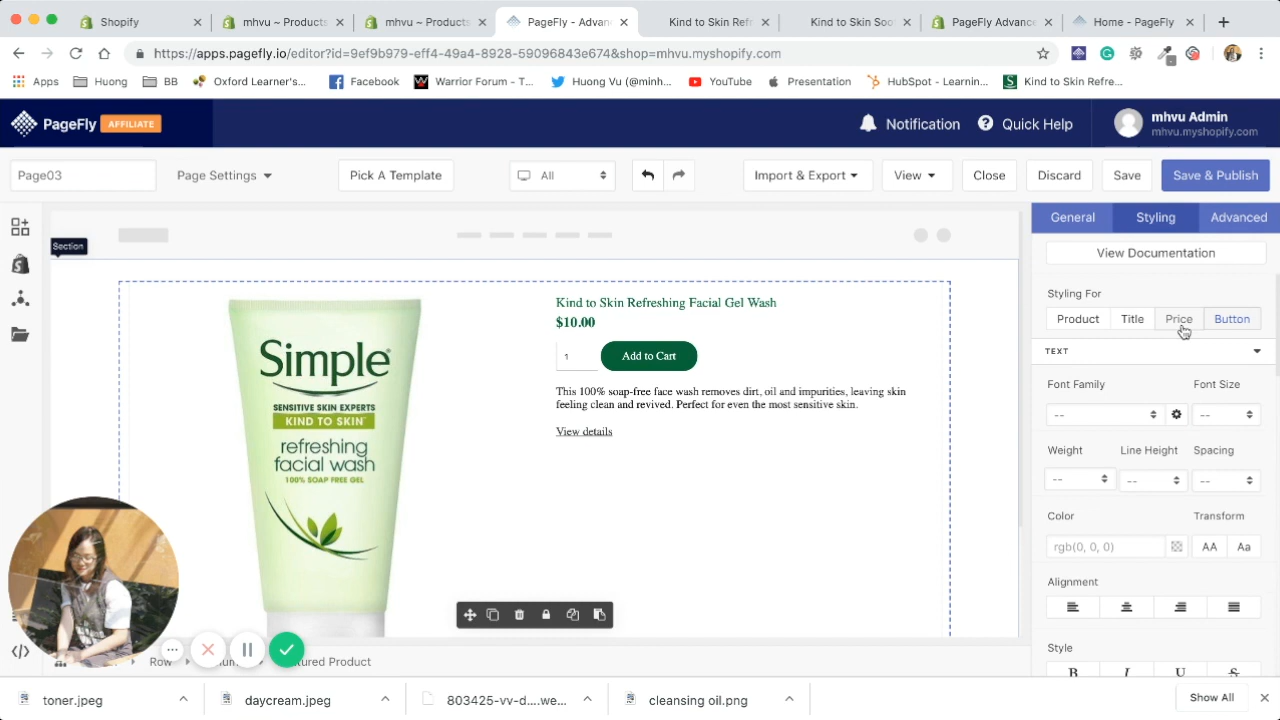 Shopify
mhvu ~ Products
mhvu ~ Products
PageFly - Advan
Kind to Skin Refr
Kind to Skin Soo
PageFly Advance
Home - PageFly
https://apps.pagefly.io/editor?id=9ef9b979-eff4-49a4-8928-59096843e674&shop=mhvu.myshopify.com
Apps
Huong
BB
Oxford Learner's...
Facebook
Warrior Forum - T...
Huong Vu (@minh...
YouTube
Presentation
HubSpot - Learnin...
Kind to Skin Refre...
PageFly AFFILIATE
Notification
Quick Help
mhvu Admin
mhvu.myshopify.com
Page03
Page Settings
Pick A Template
All
Import & Export
View
Close
Discard
Save
Save & Publish
General
Styling
Advanced
Section
View Documentation
Styling For
Product
Title
Price
Button
TEXT
Font Family
Font Size
--
--
Weight
Line Height
Spacing
--
--
--
Color
Transform
rgb(0, 0, 0)
AA
Aa
Alignment
Style
B
I
U
S
Kind to Skin Refreshing Facial Gel Wash
$10.00
1
Add to Cart
This 100% soap-free face wash removes dirt, oil and impurities, leaving skin
feeling clean and revived. Perfect for even the most sensitive skin.
View details
Simple
SENSITIVE SKIN EXPERTS
KIND TO SKIN
refreshing
facial wash
100% SOAP FREE GEL
Row
tured Product
toner.jpeg
daycream.jpeg
803425-vv-d....we...
cleansing oil.png
Show All